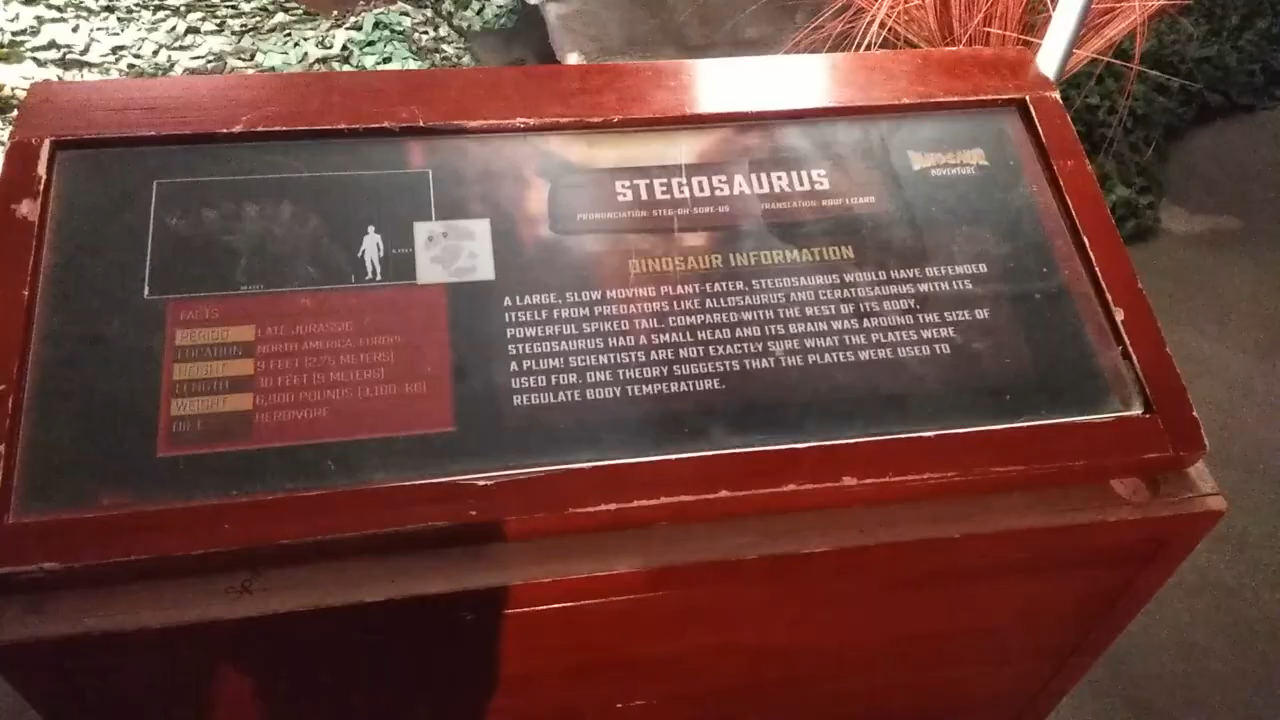 STEGOSAURUS
PRONUNCIATION: STEG-OH-SORE-US TRANSLATION: ROOF LIZARD
DINOSAUR
ADVENTURE
DINOSAUR INFORMATION
A LARGE, SLOW MOVING PLANT-EATER, STEGOSAURUS WOULD HAVE DEFENDED
ITSELF FROM PREDATORS LIKE ALLOSAURUS AND CERATOSAURUS WITH ITS
POWERFUL SPIKED TAIL. COMPARED WITH THE REST OF ITS BODY,
STEGOSAURUS HAD A SMALL HEAD AND ITS BRAIN WAS AROUND THE SIZE OF
A PLUM! SCIENTISTS ARE NOT EXACTLY SURE WHAT THE PLATES WERE
USED FOR. ONE THEORY SUGGESTS THAT THE PLATES WERE USED TO
REGULATE BODY TEMPERATURE.
FACTS
PERIOD LATE JURASSIC
LOCATION NORTH AMERICA, EUROPE
HEIGHT 9 FEET (2.75 METERS)
LENGTH 30 FEET (9 METERS)
WEIGHT 6,800 POUNDS (3,100 KG)
DIET HERBIVORE